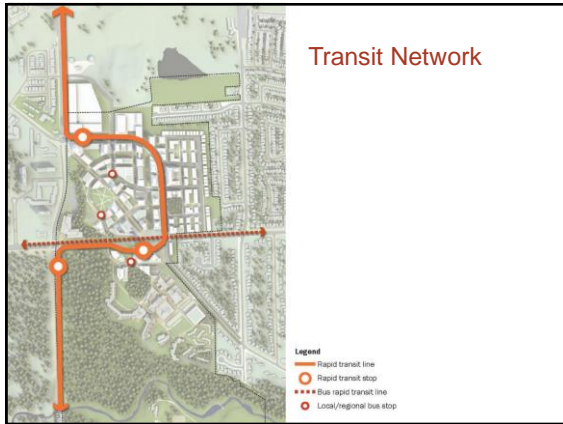 Transit Network
Legend
Rapid transit line
Rapid transit stop
Bus rapid transit line
Local/regional bus stop